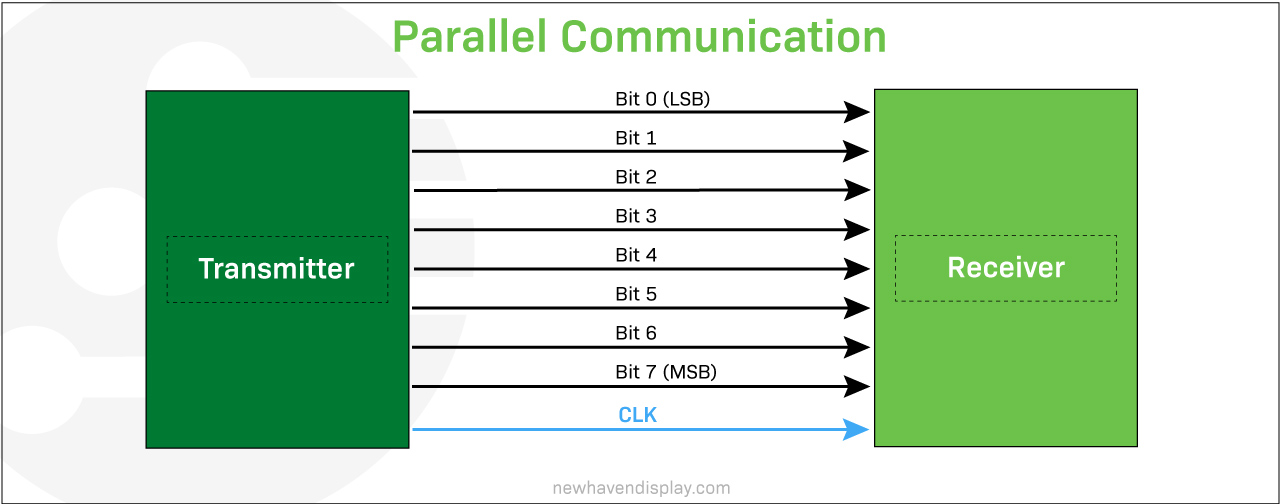 Parallel Communication
Bit 0 (LSB)
Bit 1
Bit 2
Bit 3
Bit 4
Bit 5
Bit 6
Bit 7 (MSB)
CLK
Transmitter
Receiver
newhavendisplay.com